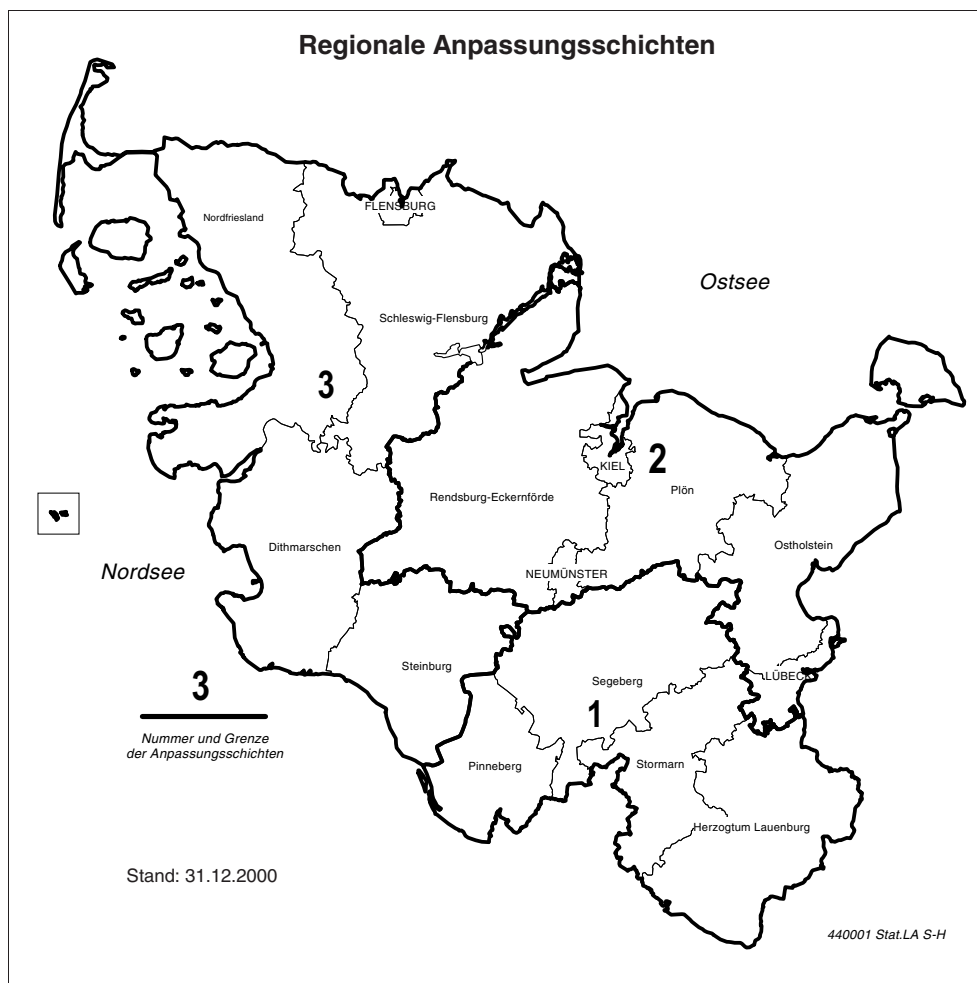 Regionale Anpassungsschichten
FLENSBURG
Nordfriesland
Ostsee
Schleswig-Flensburg
3
2
KIEL
Plön
Rendsburg-Eckernförde
Dithmarschen
Ostholstein
Nordsee
NEUMÜNSTER
Steinburg
LÜBECK
Segeberg
3
1
Nummer und Grenze
der Anpassungsschichten
Pinneberg
Stormarn
Herzogtum Lauenburg
Stand: 31.12.2000
440001 Stat.LA S-H